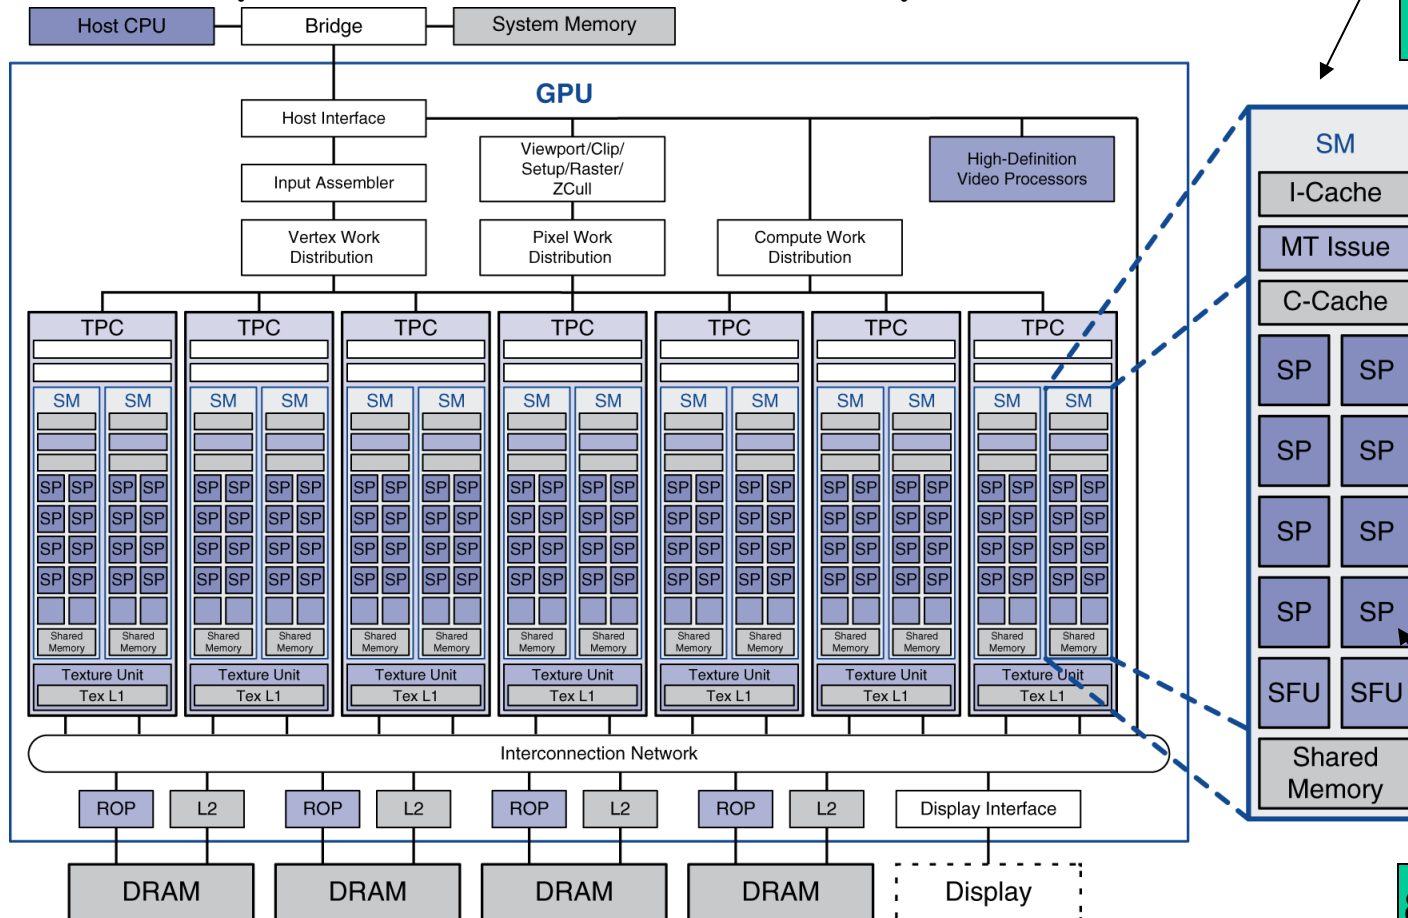 Host CPU
Bridge
System Memory
GPU
Host Interface
Viewport/Clip/
Setup/Raster/
ZCull
High-Definition
Video Processors
Input Assembler
Vertex Work
Distribution
Pixel Work
Distribution
Compute Work
Distribution
TPC TPC TPC TPC TPC TPC TPC
SM SM SM SM SM SM SM SM SM SM SM SM SM SM
SP SP SP SP SP SP SP SP SP SP SP SP SP SP SP SP SP SP SP SP SP SP SP SP SP SP SP SP
SP SP SP SP SP SP SP SP SP SP SP SP SP SP SP SP SP SP SP SP SP SP SP SP SP SP SP SP
SP SP SP SP SP SP SP SP SP SP SP SP SP SP SP SP SP SP SP SP SP SP SP SP SP SP SP SP
SP SP SP SP SP SP SP SP SP SP SP SP SP SP SP SP SP SP SP SP SP SP SP SP SP SP SP SP
Shared Shared Shared Shared Shared Shared Shared Shared Shared Shared Shared Shared Shared Shared
Memory Memory Memory Memory Memory Memory Memory Memory Memory Memory Memory Memory Memory Memory
Texture Unit Texture Unit Texture Unit Texture Unit Texture Unit Texture Unit Texture Unit
Tex L1 Tex L1 Tex L1 Tex L1 Tex L1 Tex L1 Tex L1
Interconnection Network
ROP L2 ROP L2 ROP L2 ROP L2 Display Interface
DRAM DRAM DRAM DRAM Display
SM
I-Cache
MT Issue
C-Cache
SP SP
SP SP
SP SP
SP SP
SFU SFU
Shared
Memory